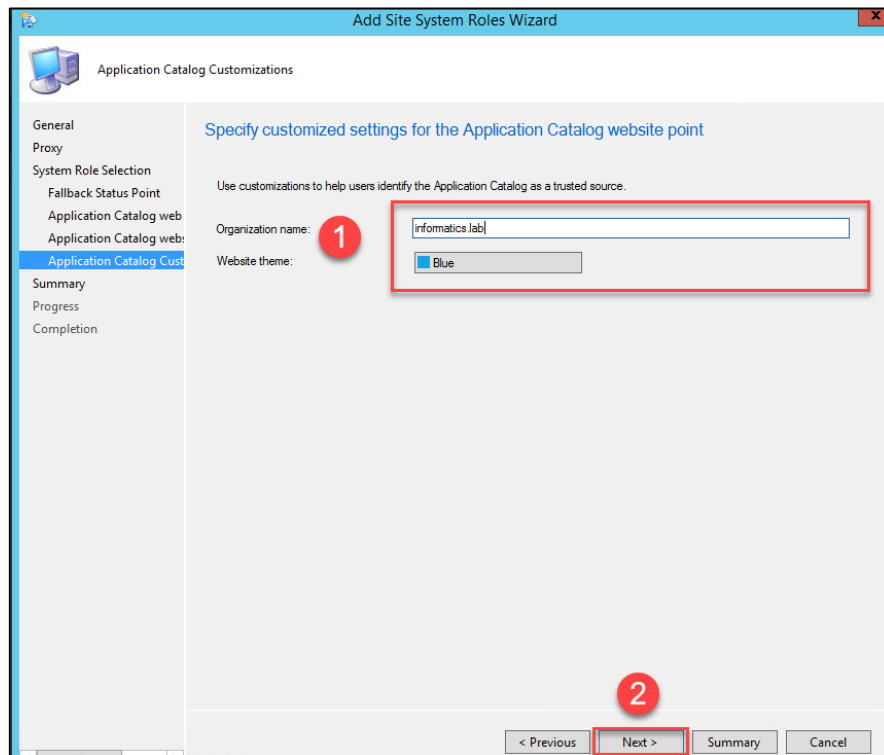 Add Site System Roles Wizard
X
Application Catalog Customizations
General
Proxy
System Role Selection
Fallback Status Point
Application Catalog web
Application Catalog webs
Application Catalog Cust
Summary
Progress
Completion
Specify customized settings for the Application Catalog website point
Use customizations to help users identify the Application Catalog as a trusted source.
Organization name:
1
informatics.lab
Website theme:
Blue
2
< Previous
Next >
Summary
Cancel